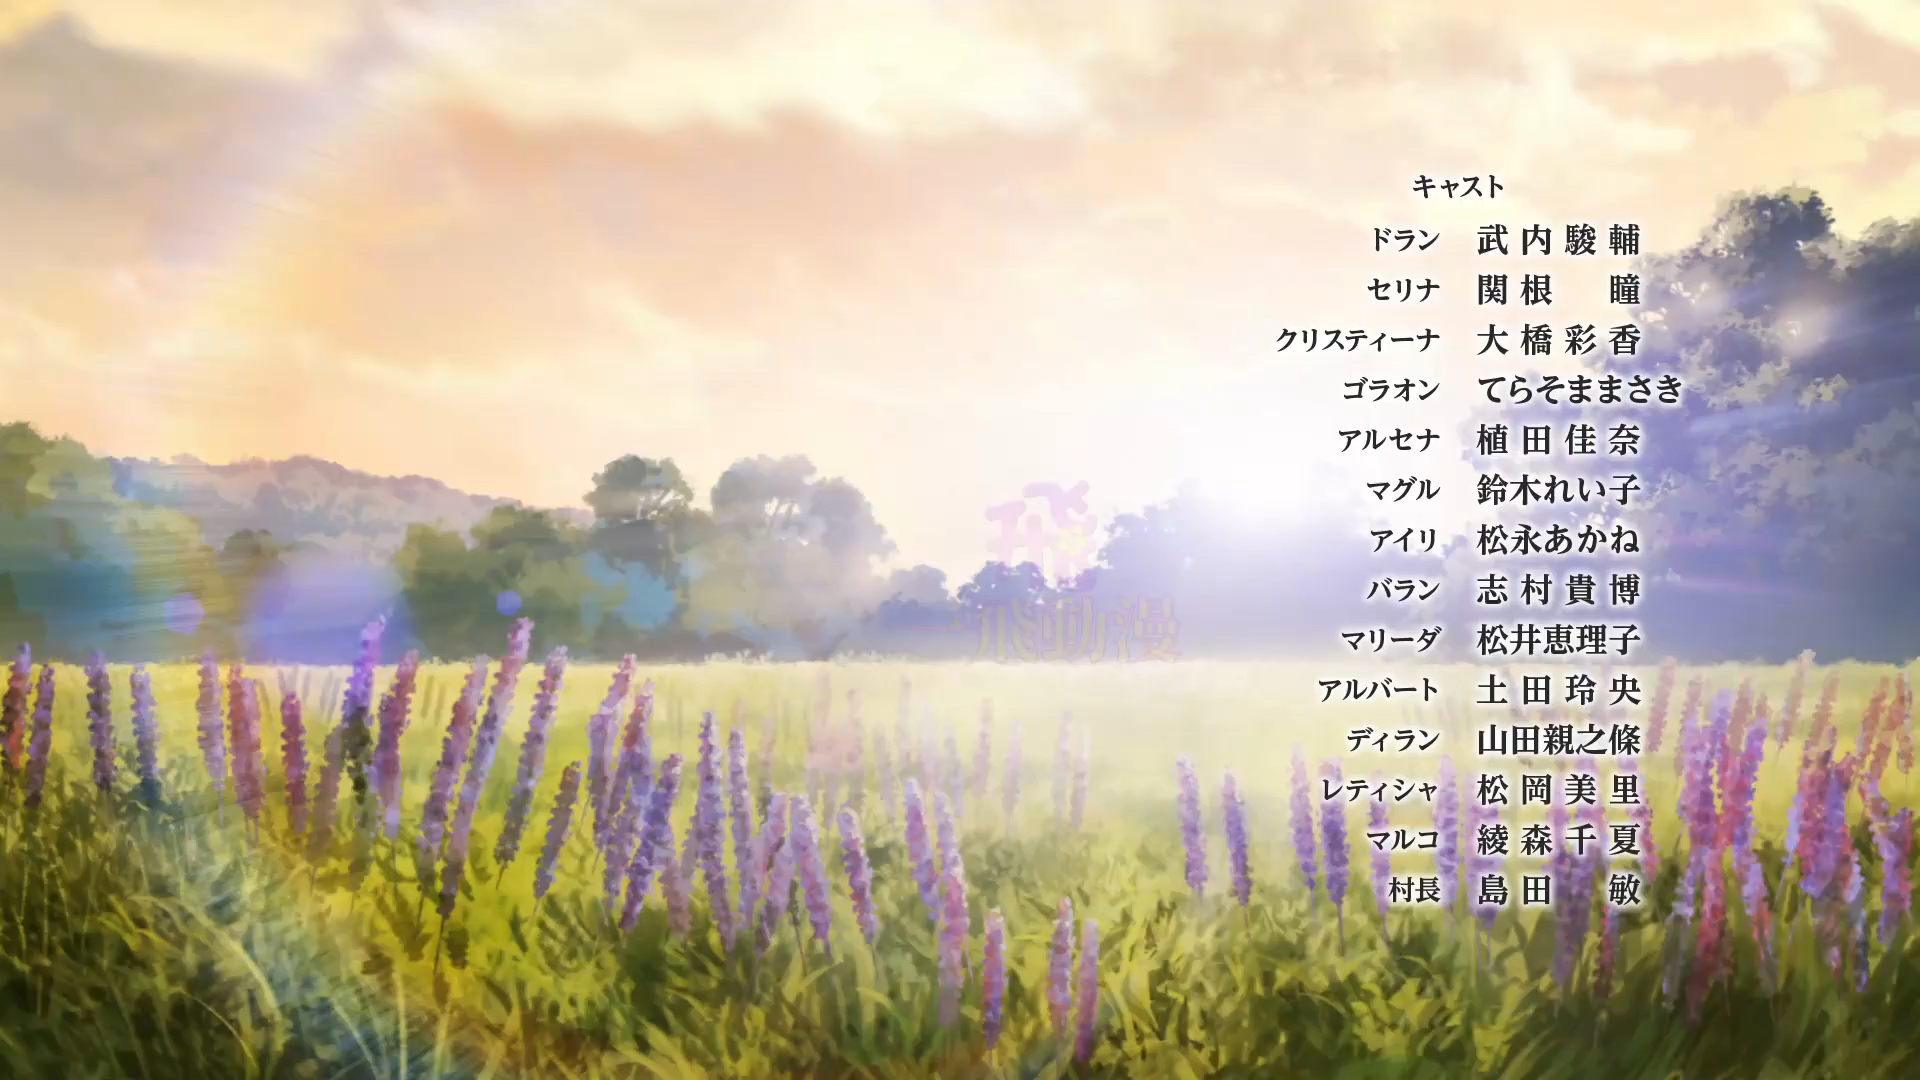 キャスト
ドラン 武内駿輔
セリナ 関根 瞳
クリスティーナ 大橋彩香
ゴラオン てらそままさき
アルセナ 植田佳奈
マグル 鈴木れい子
アイリ 松永あかね
バラン 志村貴博
マリーダ 松井恵理子
アルバート 土田玲央
ディラン 山田親之條
レティシャ 松岡美里
マルコ 綾森千夏
村長 島田 敏
飛
飛動漫